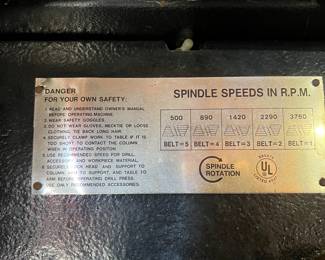 DANGER
FOR YOUR OWN SAFETY:
1. READ AND UNDERSTAND OWNER'S MANUAL
BEFORE OPERATING MACHINE.
2. WEAR SAFETY GOGGLES.
3. DO NOT WEAR GLOVES, NECKTIE OR LOOSE
CLOTHING, TIE BACK LONG HAIR.
4. SECURELY CLAMP WORK TO TABLE IF IT IS
TOO SHORT TO CONTACT THE COLUMN
WHEN IN OPERATING POSITION.
5. USE RECOMMENDED SPEED FOR DRILL,
ACCESSORY AND WORKPIECE MATERIAL.
6. SECURELY LOCK HEAD AND SUPPORT TO
COLUMN AND TO SUPPORT, AND TABLE TO
ARM BEFORE OPERATING DRILL PRESS.
USE ONLY RECOMMENDED ACCESSORIES.
SPINDLE SPEEDS IN R.P.M.
500 890 1420 2290 3760
BELT=5 BELT=4 BELT=3 BELT=2 BELT=1
SPINDLE
ROTATION
UL